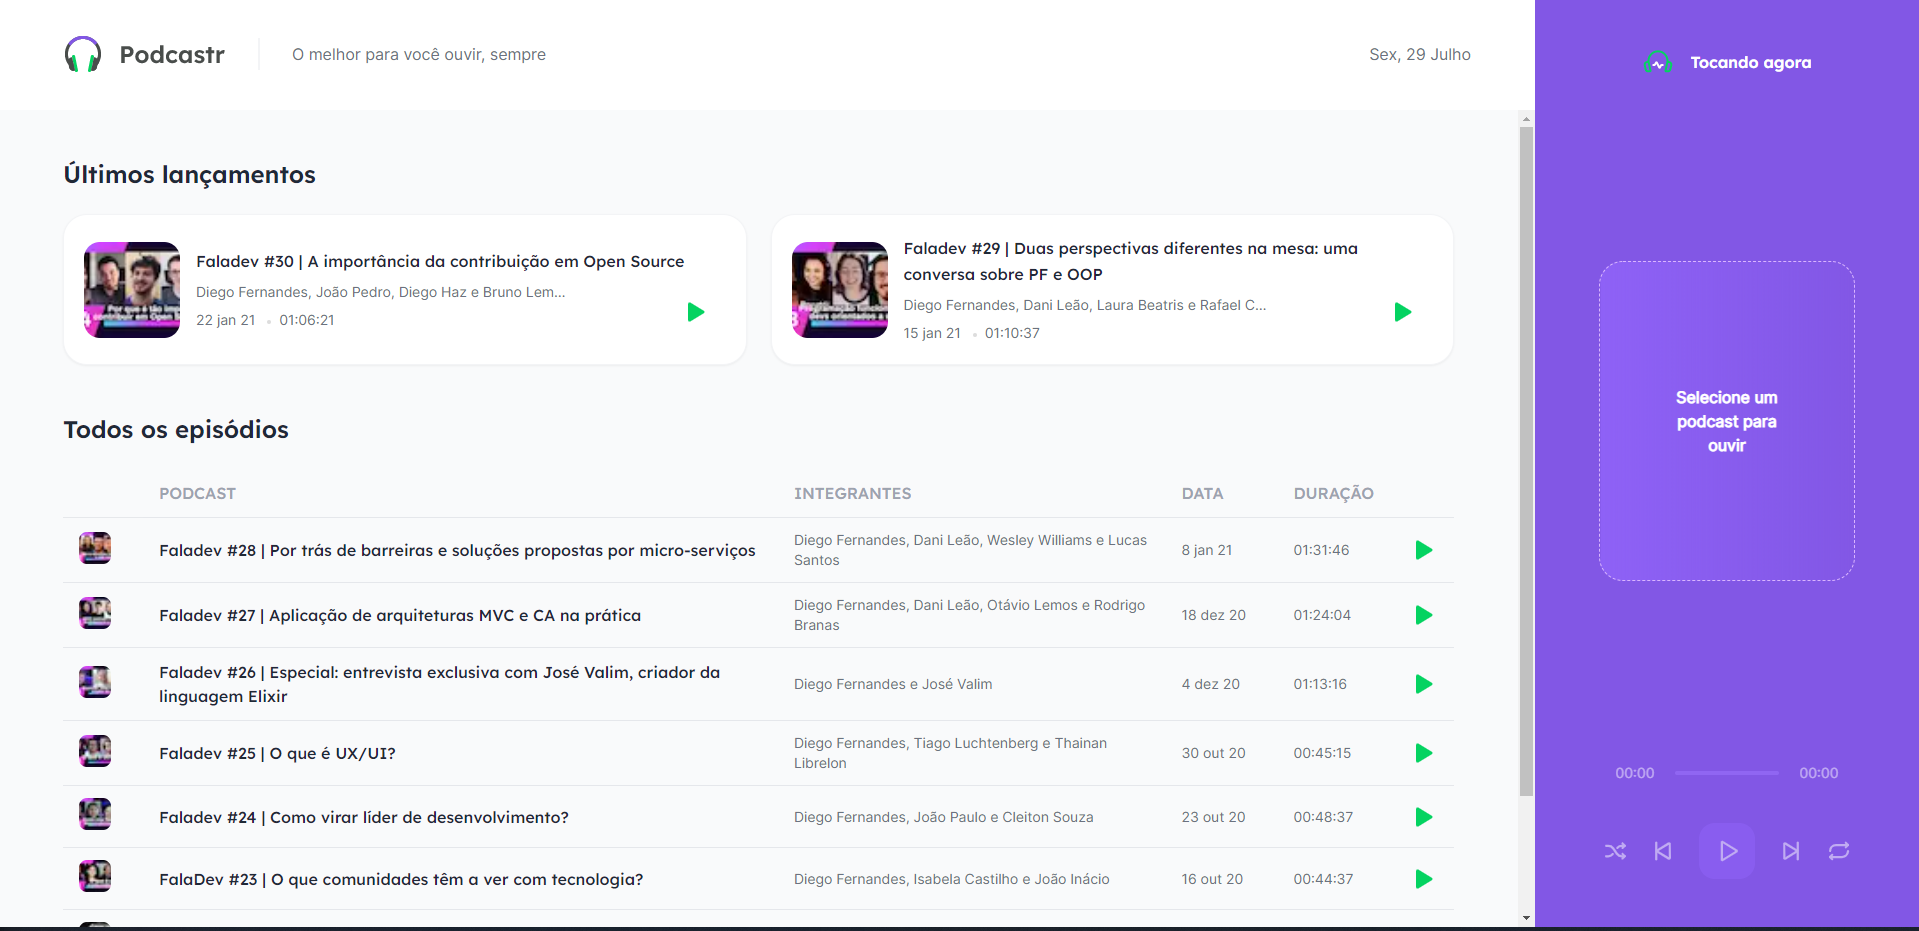 Podcastr
O melhor para você ouvir, sempre
Sex, 29 Julho
Tocando agora
Últimos lançamentos
Faladev #30 | A importância da contribuição em Open Source
Diego Fernandes, João Pedro, Diego Haz e Bruno Lem...
22 jan 21 • 01:06:21
Faladev #29 | Duas perspectivas diferentes na mesa: uma
conversa sobre PF e OOP
Diego Fernandes, Dani Leão, Laura Beatris e Rafael C...
15 jan 21 • 01:10:37
Todos os episódios
PODCAST INTEGRANTES DATA DURAÇÃO
Faladev #28 | Por trás de barreiras e soluções propostas por micro-serviços
Diego Fernandes, Dani Leão, Wesley Williams e Lucas
Santos
8 jan 21
01:31:46
Faladev #27 | Aplicação de arquiteturas MVC e CA na prática
Diego Fernandes, Dani Leão, Otávio Lemos e Rodrigo
Branas
18 dez 20
01:24:04
Faladev #26 | Especial: entrevista exclusiva com José Valim, criador da
linguagem Elixir
Diego Fernandes e José Valim
4 dez 20
01:13:16
Faladev #25 | O que é UX/UI?
Diego Fernandes, Tiago Luchtenberg e Thainan
Librelon
30 out 20
00:45:15
Faladev #24 | Como virar líder de desenvolvimento?
Diego Fernandes, João Paulo e Cleiton Souza
23 out 20
00:48:37
FalaDev #23 | O que comunidades têm a ver com tecnologia?
Diego Fernandes, Isabela Castilho e João Inácio
16 out 20
00:44:37
Selecione um
podcast para
ouvir
00:00
00:00